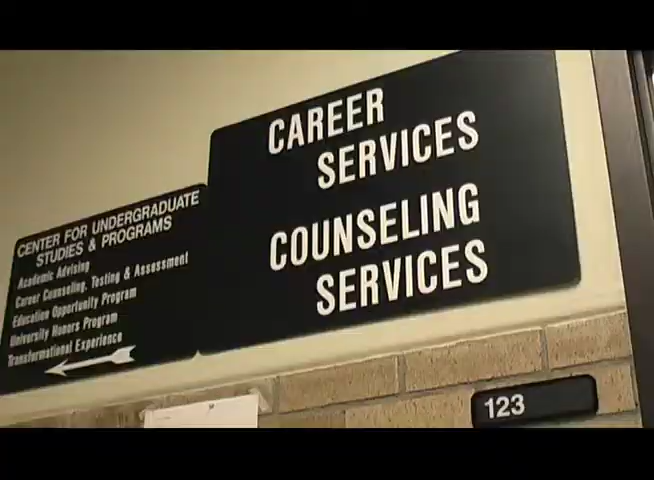 CAREER
SERVICES
COUNSELING
SERVICES
CENTER FOR UNDERGRADUATE
STUDIES & PROGRAMS
Academic Advising
Career Counseling, Testing & Assessment
Education Opportunity Program
University Honors Program
Transformational Experience
123